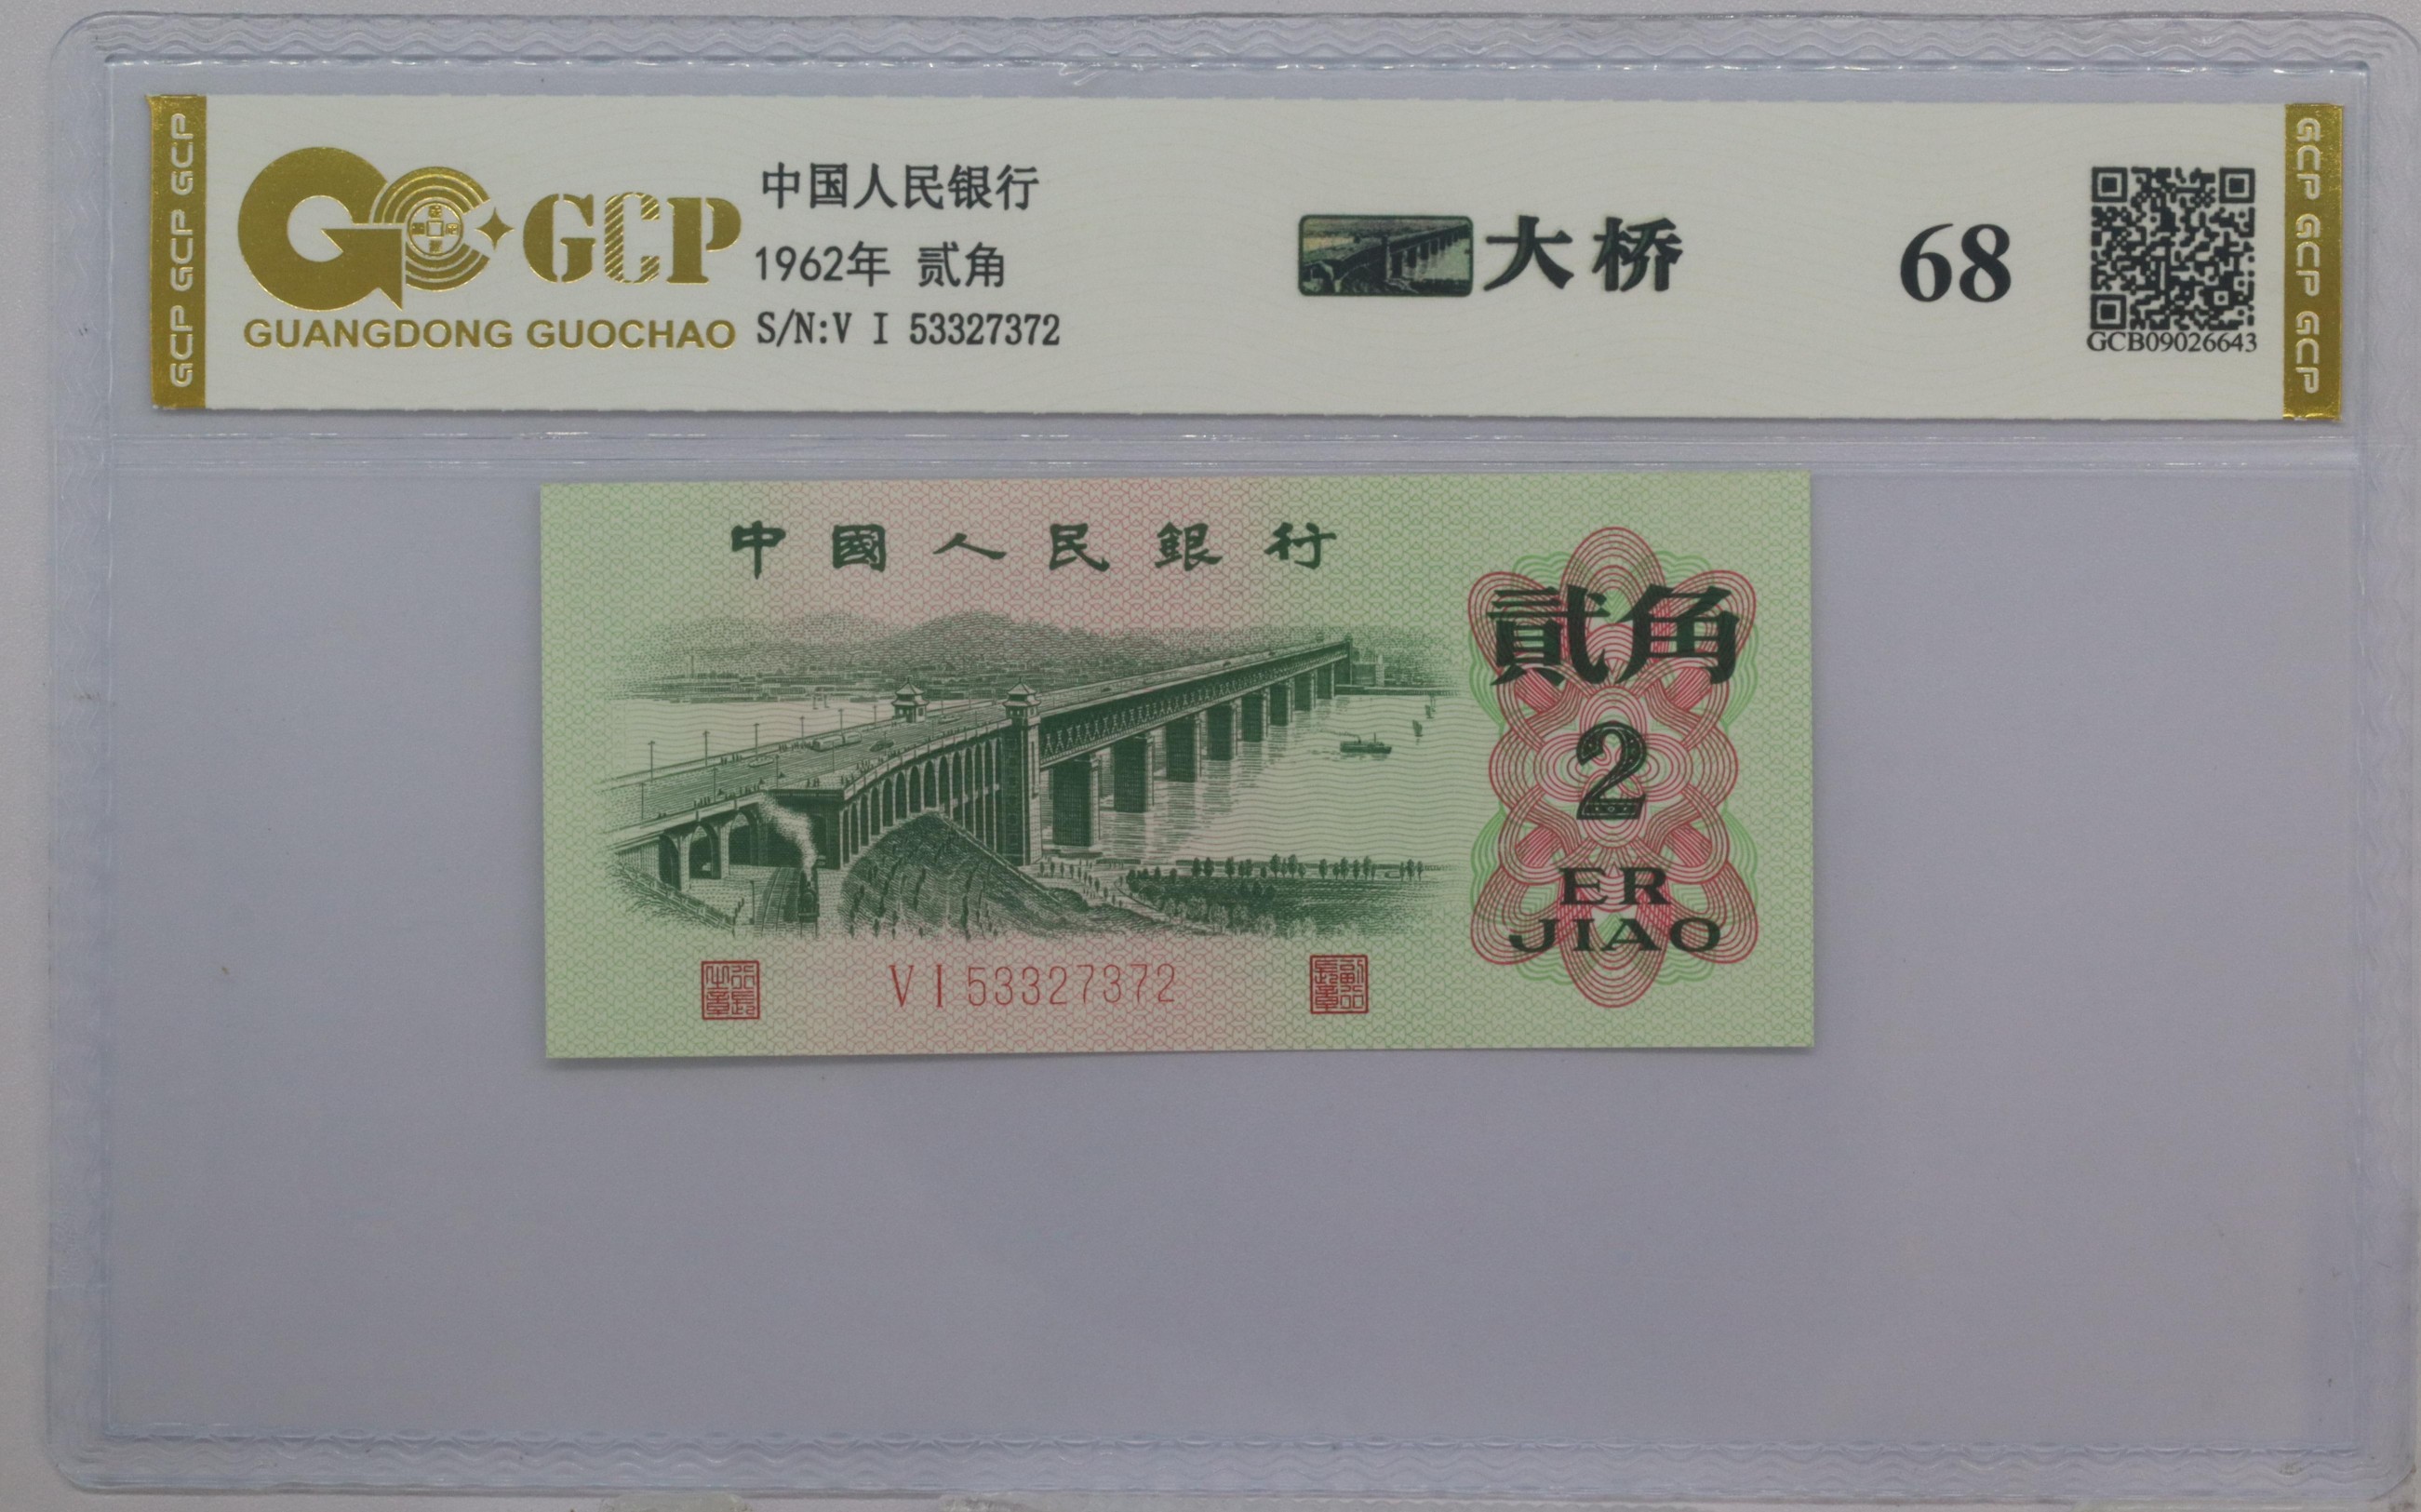 GCP GCP GCP
GCP
GUANGDONG GUOCHAO
中国人民银行
1962年 贰角
S/N:V I 53327372
大桥
68
GCB09026643
GCP GCP GCP
中國人民銀行
貳角
2
ER
JIAO
V I 53327372